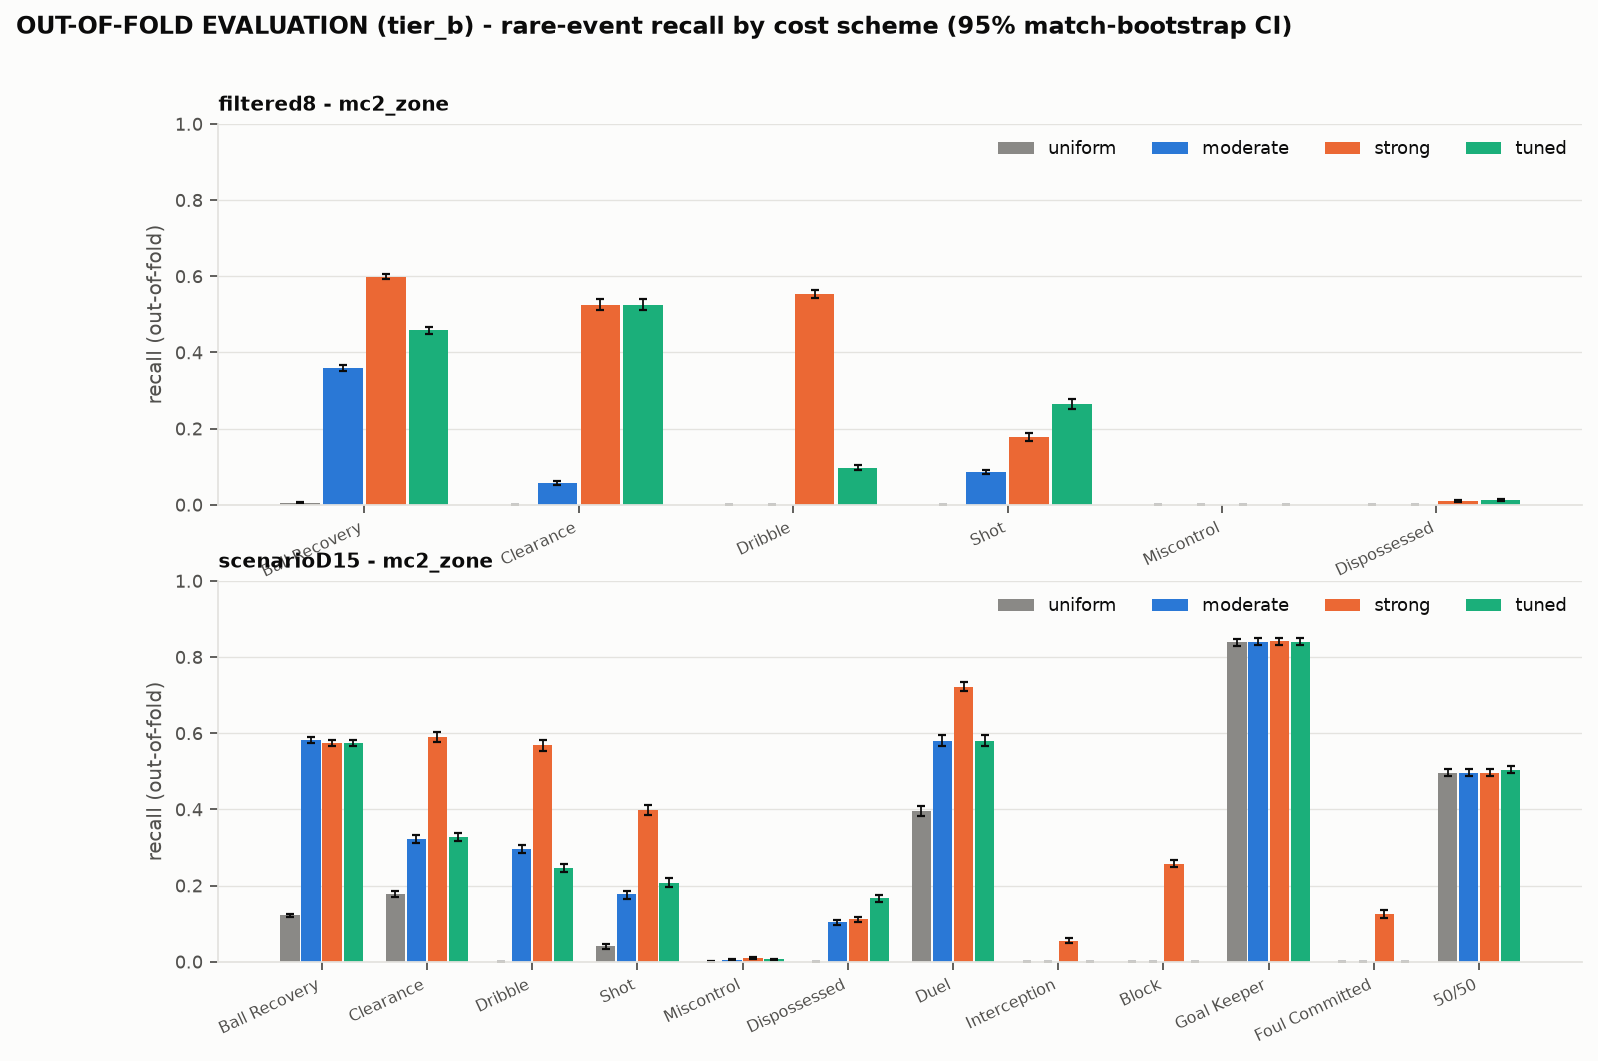 OUT-OF-FOLD EVALUATION (tier_b) - rare-event recall by cost scheme (95% match-bootstrap CI)
filtered8 - mc2_zone
uniform moderate strong tuned
recall (out-of-fold)
1.0
0.8
0.6
0.4
0.2
0.0
Ball Recovery Clearance Dribble Shot Miscontrol Dispossessed
scenarioD15 - mc2_zone
uniform moderate strong tuned
recall (out-of-fold)
1.0
0.8
0.6
0.4
0.2
0.0
Ball Recovery Clearance Dribble Shot Miscontrol Dispossessed Duel Interception Block Goal Keeper Foul Committed 50/50